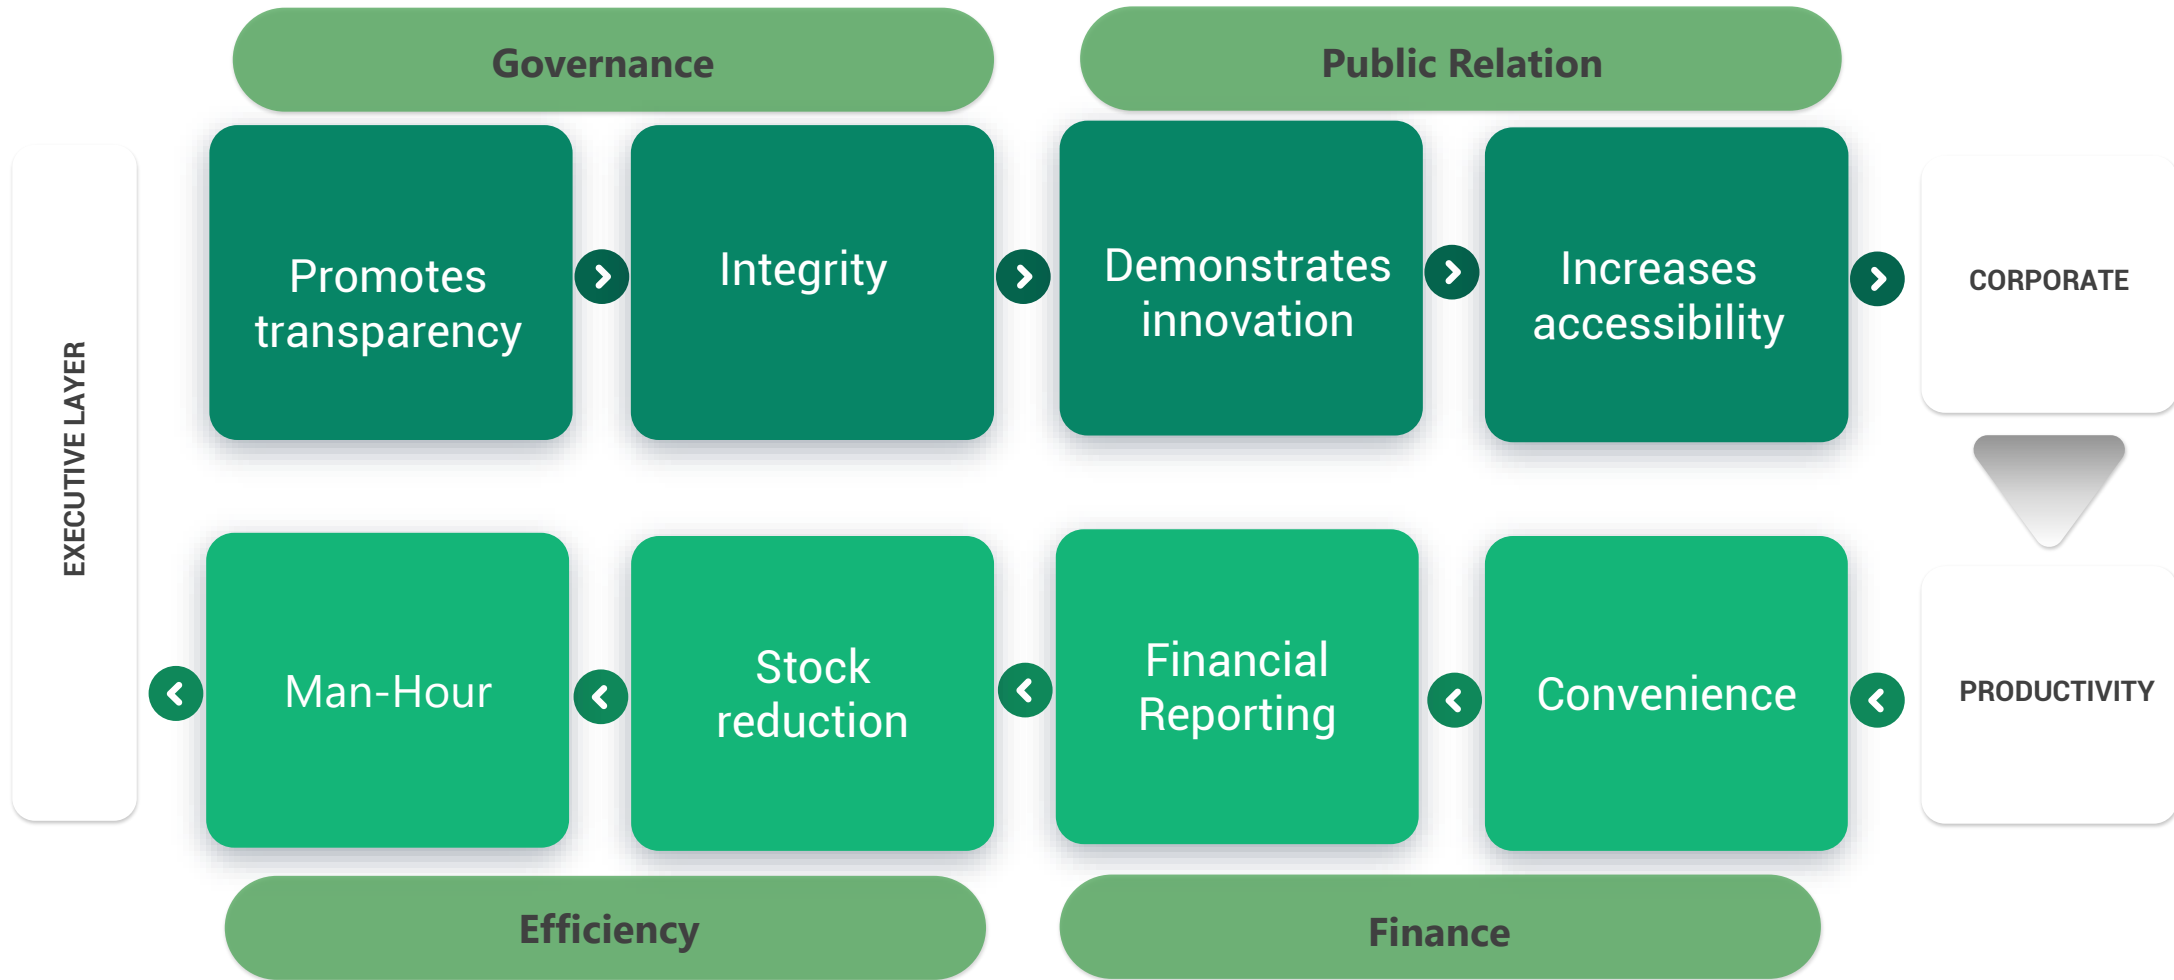 Governance
Public Relation
EXECUTIVE LAYER
Promotes
transparency
Integrity
Demonstrates
innovation
Increases
accessibility
CORPORATE
Man-Hour
Stock
reduction
Financial
Reporting
Convenience
PRODUCTIVITY
Efficiency
Finance